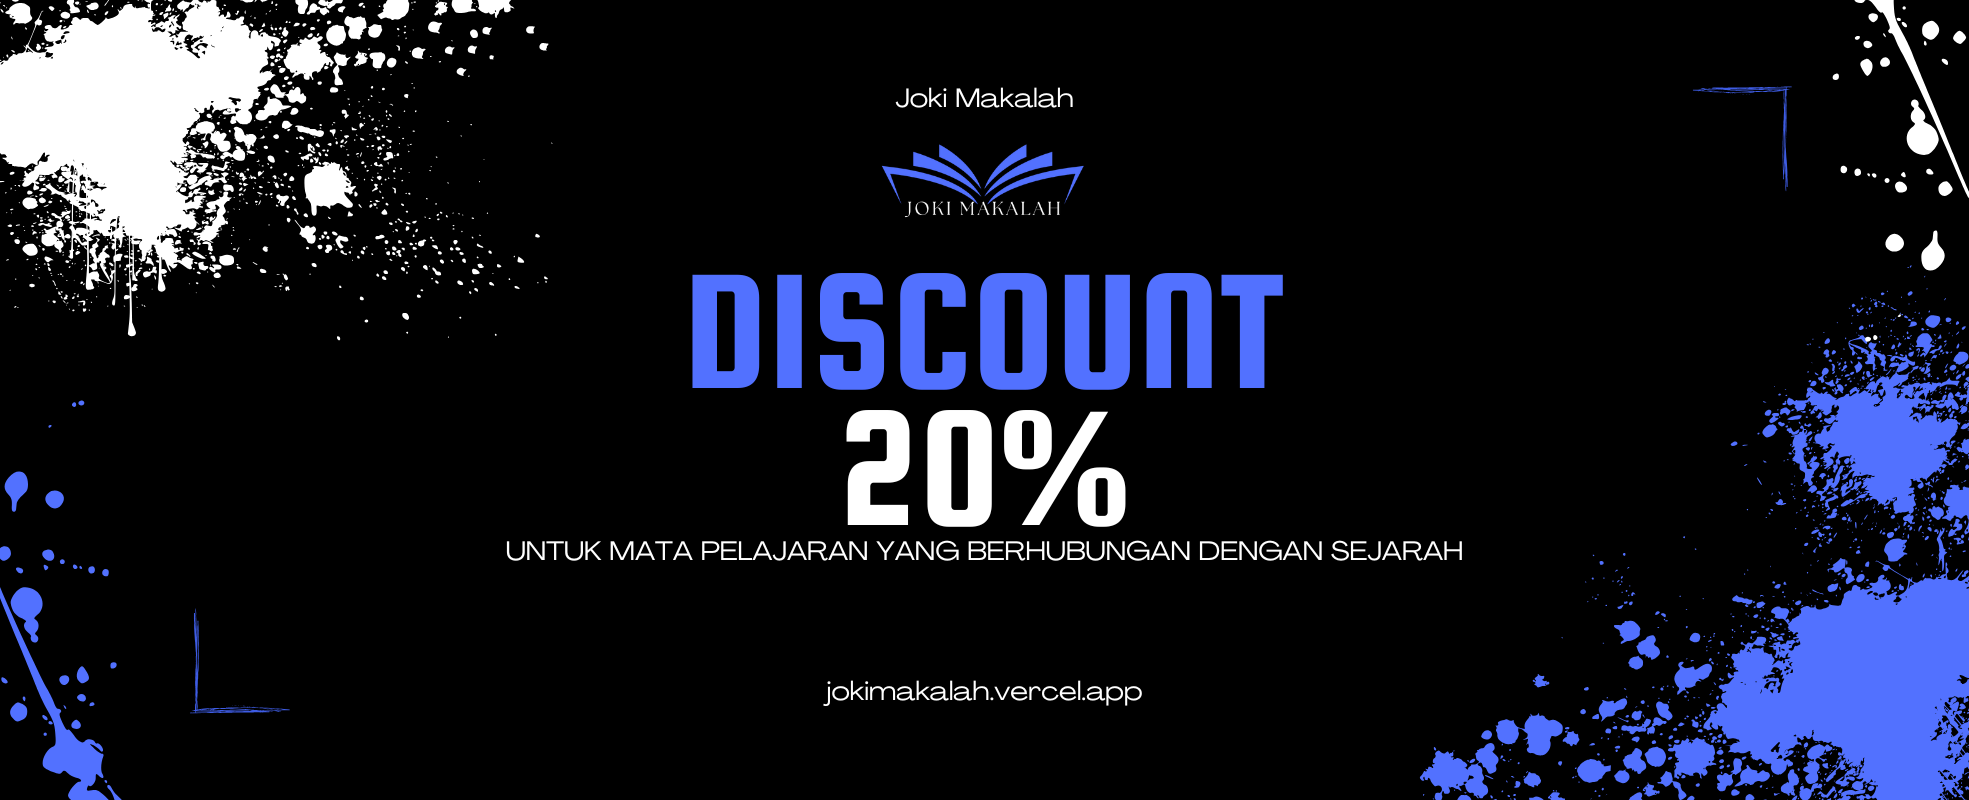 Joki Makalah
JOKI MAKALAH
DISCOUNT
20%
UNTUK MATA PELAJARAN YANG BERHUBUNGAN DENGAN SEJARAH
jokimakalah.vercel.app